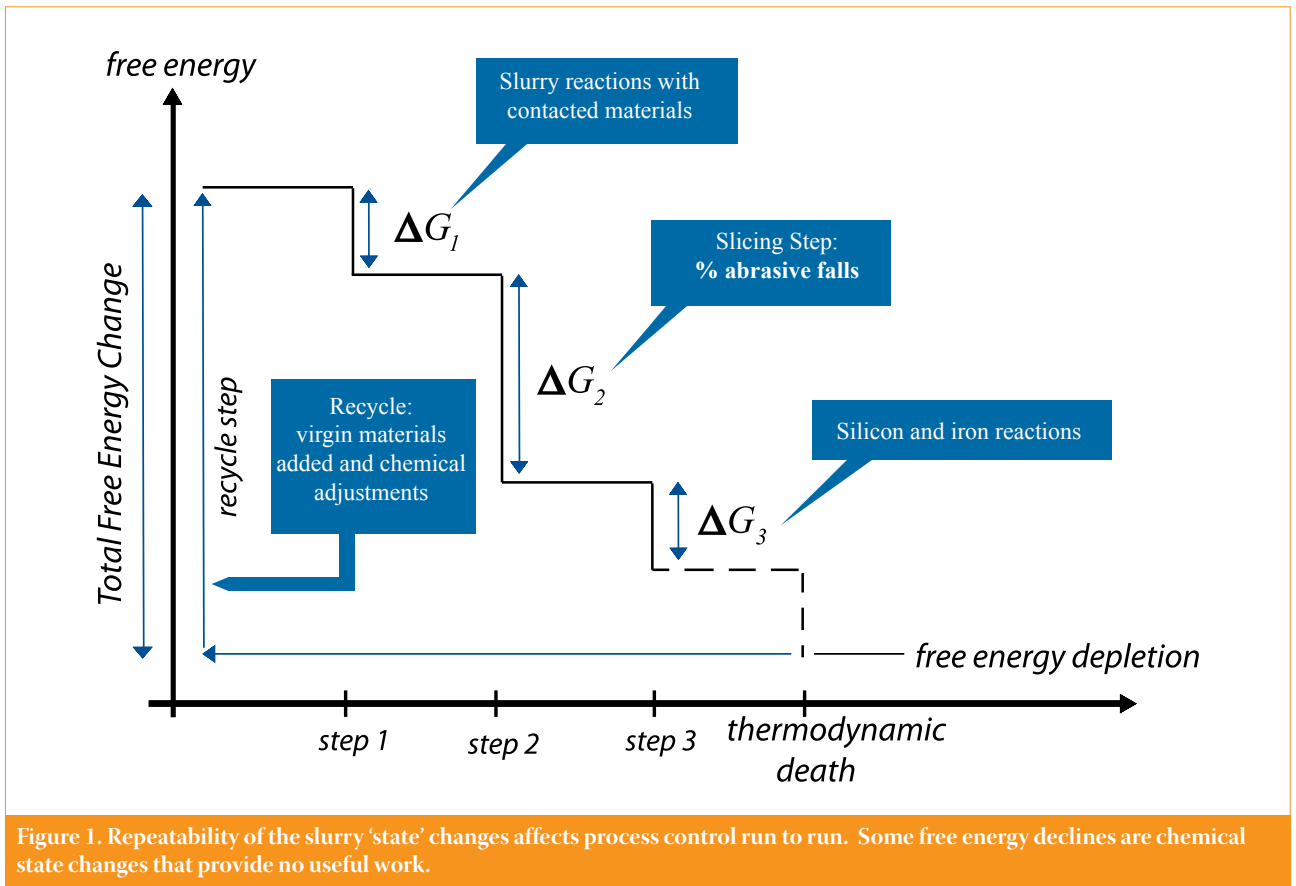 free energy
Slurry reactions with
contacted materials
ΔG1
Slicing Step:
% abrasive falls
ΔG2
Total Free Energy Change
recycle step
Recycle:
virgin materials
added and chemical
adjustments
Silicon and iron reactions
ΔG3
free energy depletion
step 1
step 2
step 3
thermodynamic
death
Figure 1. Repeatability of the slurry ‘state’ changes affects process control run to run. Some free energy declines are chemical
state changes that provide no useful work.